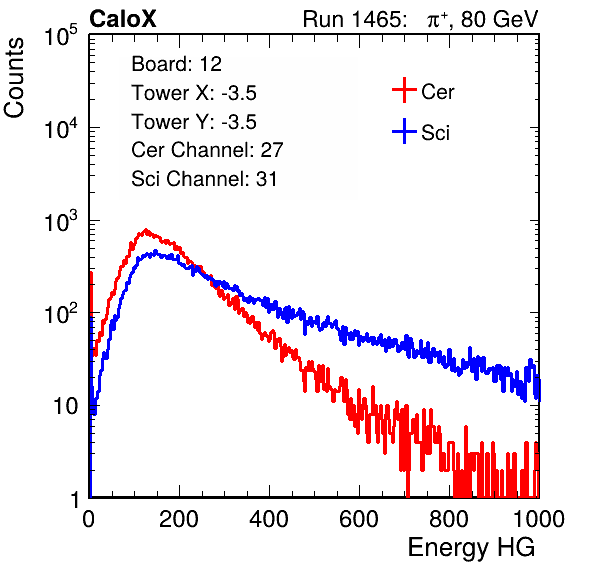 CaloX Run 1465: π⁺, 80 GeV
Counts
Board: 12
Tower X: -3.5
Tower Y: -3.5
Cer Channel: 27
Sci Channel: 31
Cer
Sci
10⁵
10⁴
10³
10²
10
1
0 200 400 600 800 1000
Energy HG